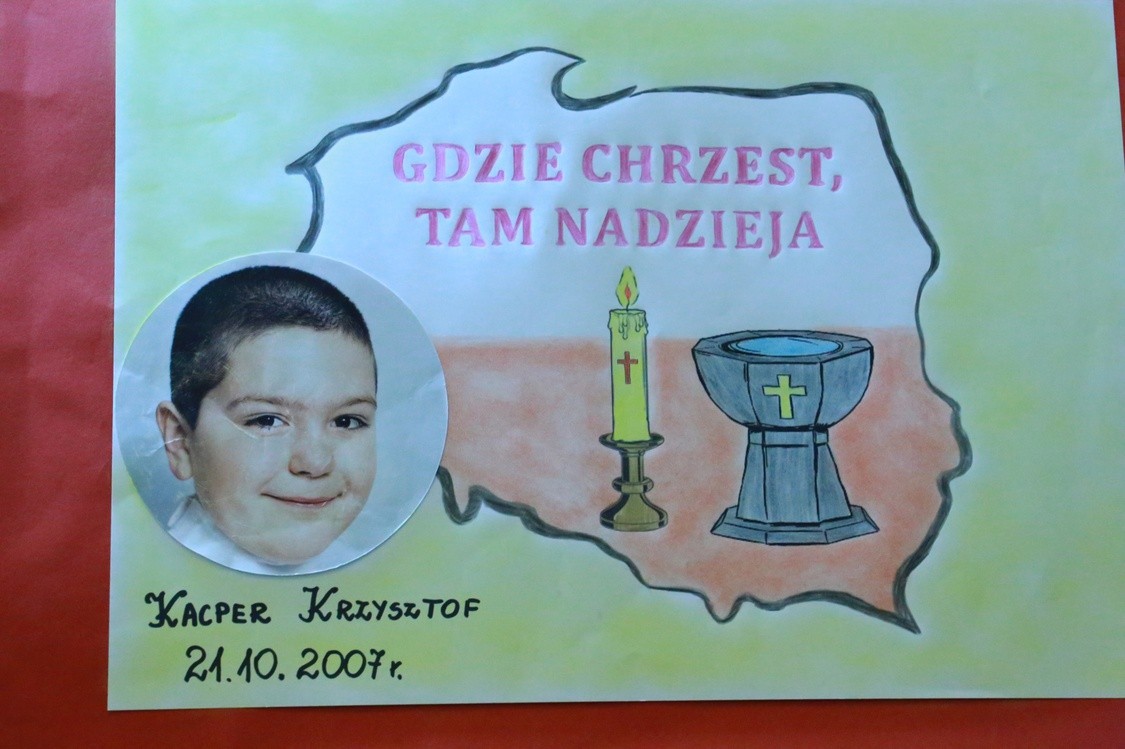 GDZIE CHRZEST,
TAM NADZIEJA
KACPER KRZYSZTOF
21.10.2007r.